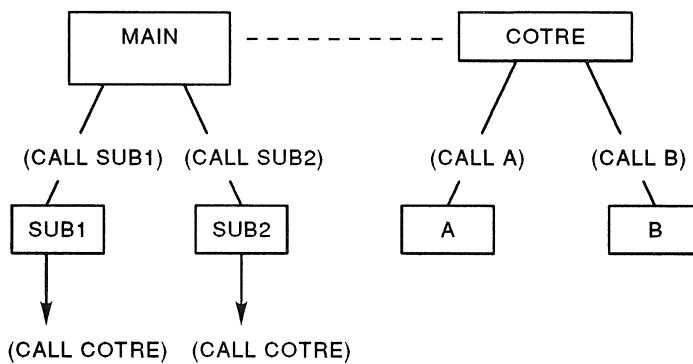 MAIN
COTRE
(CALL SUB1) (CALL SUB2)
(CALL A)
(CALL B)
SUB1
SUB2
A
B
(CALL COTRE) (CALL COTRE)